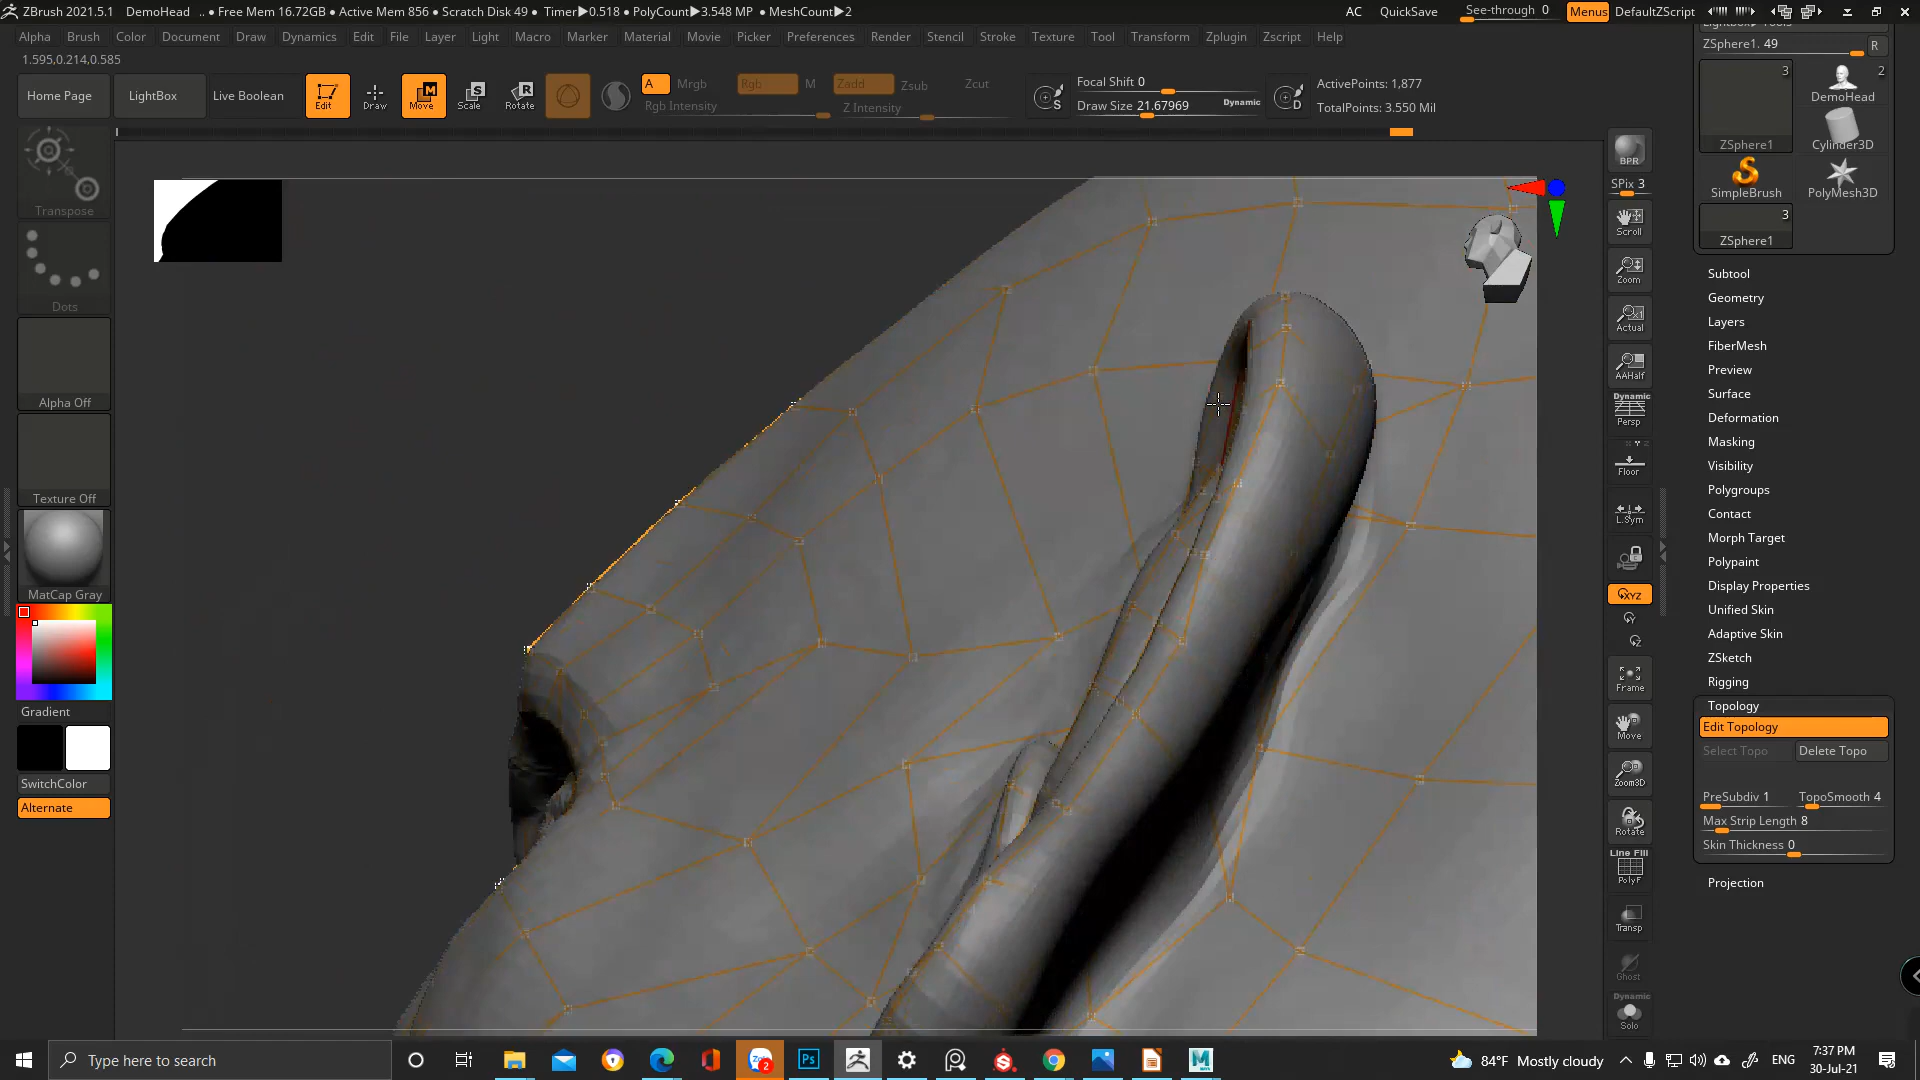 ZBrush 2021.5.1 DemoHead .. ● Free Mem 16.72GB ● Active Mem 856 ● Scratch Disk 49 ● Timer▶0.518 ● PolyCount▶3.548 MP ● MeshCount▶2 AC QuickSave See-through 0 Menus DefaultZScript
Alpha Brush Color Document Draw Dynamics Edit File Layer Light Macro Marker Material Movie Picker Preferences Render Stencil Stroke Texture Tool Transform Zplugin Zscript Help
1.595,0.214,0.585
Home Page LightBox Live Boolean Edit Draw Move Scale Rotate A Mrgb Rgb M Zadd Zsub Zcut
Rgb Intensity Z Intensity
S Focal Shift 0
Draw Size 21.67969 Dynamic D
ActivePoints: 1,877
TotalPoints: 3.550 Mil
Transpose
Dots
Alpha Off
Texture Off
MatCap Gray
Gradient
SwitchColor
Alternate
BPR
SPix 3
Scroll
Zoom
Actual
AAHalf
Dynamic
Persp
Floor
L.Sym
XYZ
Y
Z
Frame
Move
Zoom3D
Rotate
Line Fill
PolyF
Transp
Ghost
Dynamic
Solo
ZSphere1. 49 R
3
ZSphere1
2
DemoHead
Cylinder3D
SimpleBrush
PolyMesh3D
3
ZSphere1
Subtool
Geometry
Layers
FiberMesh
Preview
Surface
Deformation
Masking
Visibility
Polygroups
Contact
Morph Target
Polypaint
Display Properties
Unified Skin
Adaptive Skin
ZSketch
Rigging
Topology
Edit Topology
Select Topo Delete Topo
PreSubdiv 1 TopoSmooth 4
Max Strip Length 8
Skin Thickness 0
Projection
Type here to search
2
Ps
84°F Mostly cloudy
ENG
7:37 PM
30-Jul-21